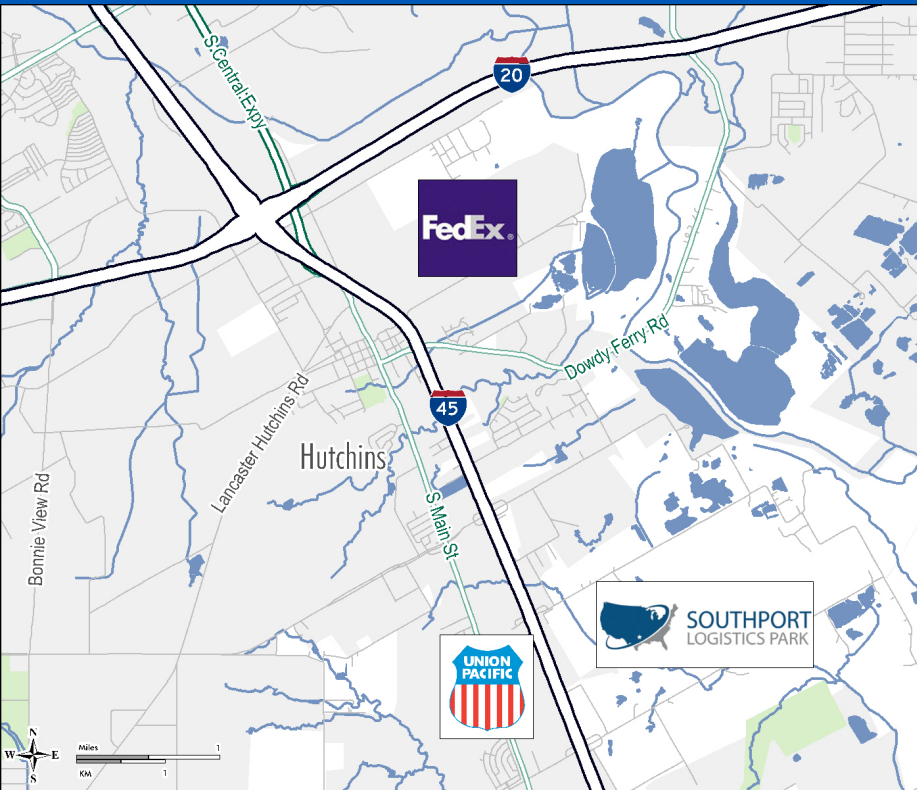 S Central Expy
20
FedEx®
Dowdy Ferry Rd
45
Lancaster Hutchins Rd
Hutchins
Bonnie View Rd
S Main St
SOUTHPORT
LOGISTICS PARK
UNION
PACIFIC
N
W E
S
Miles
1
KM
1